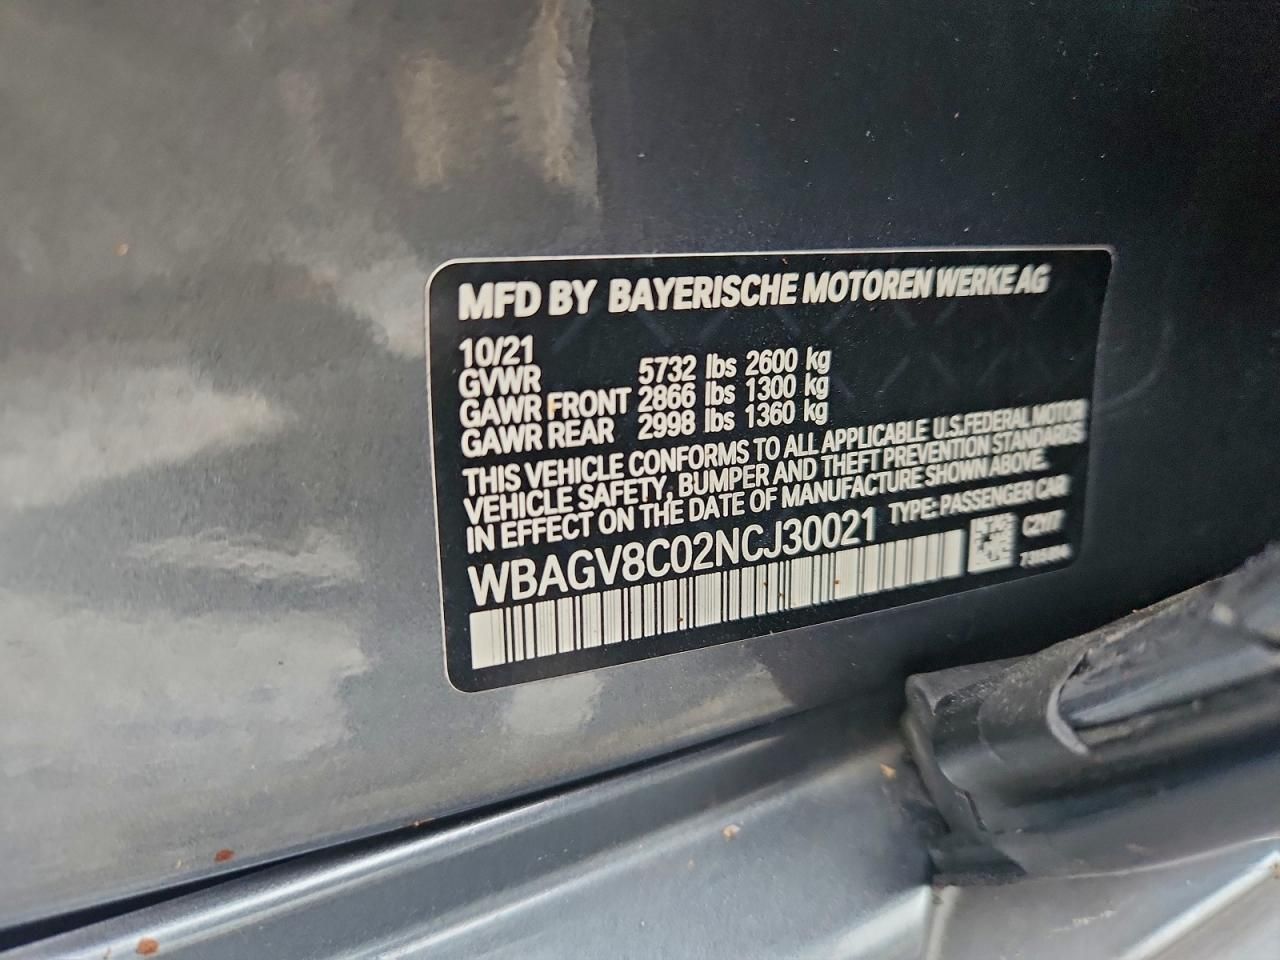 MFD BY BAYERISCHE MOTOREN WERKE AG
10/21
GVWR 5732 lbs 2600 kg
GAWR FRONT 2866 lbs 1300 kg
GAWR REAR 2998 lbs 1360 kg
THIS VEHICLE CONFORMS TO ALL APPLICABLE U.S.FEDERAL MOTOR
VEHICLE SAFETY, BUMPER AND THEFT PREVENTION STANDARDS
IN EFFECT ON THE DATE OF MANUFACTURE SHOWN ABOVE.
WBAGV8C02NCJ30021 TYPE: PASSENGER CAR